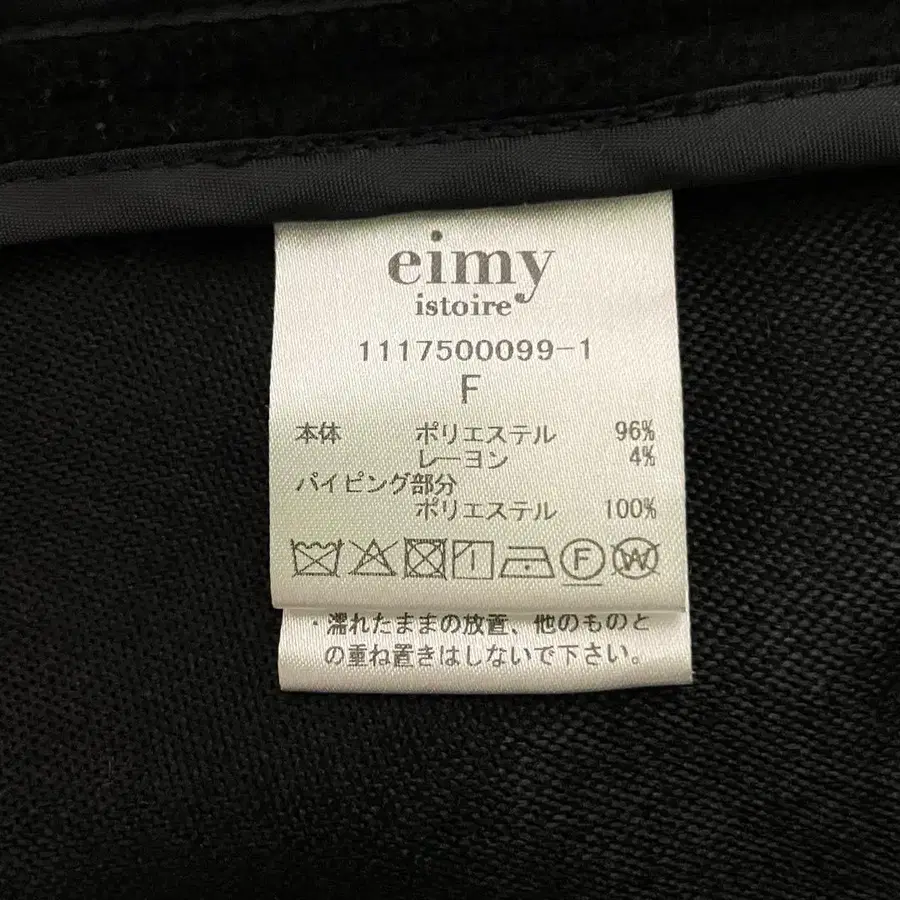 eimy
istoire
1117500099-1
F
本体 ポリエステル 96%
レーヨン 4%
パイピング部分
ポリエステル 100%
F W
・濡れたままの放置、他のものと
の重ね置きはしないで下さい。